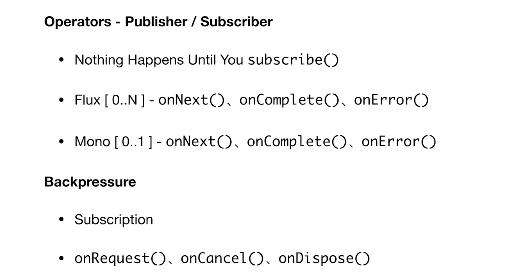 Operators - Publisher / Subscriber
• Nothing Happens Until You subscribe()
• Flux [ 0..N ] - onNext()、onComplete()、onError()
• Mono [ 0..1 ] - onNext()、onComplete()、onError()
Backpressure
• Subscription
• onRequest()、onCancel()、onDispose()